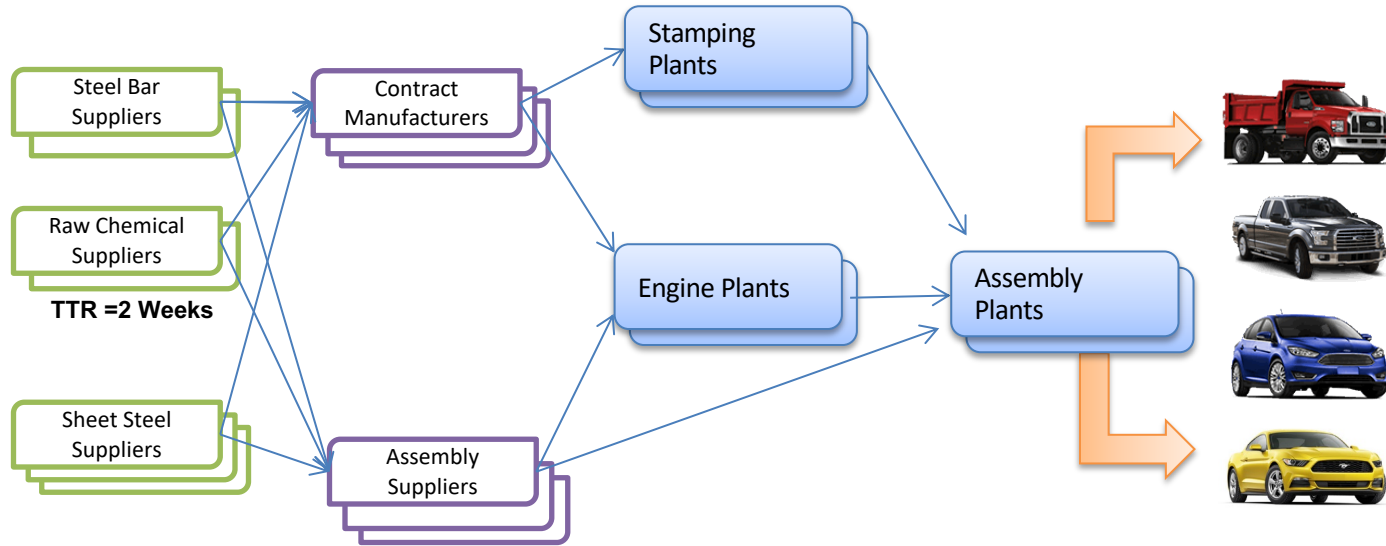 Steel Bar
Suppliers
Contract
Manufacturers
Stamping
Plants
Raw Chemical
Suppliers
TTR =2 Weeks
Engine Plants
Assembly
Plants
Sheet Steel
Suppliers
Assembly
Suppliers